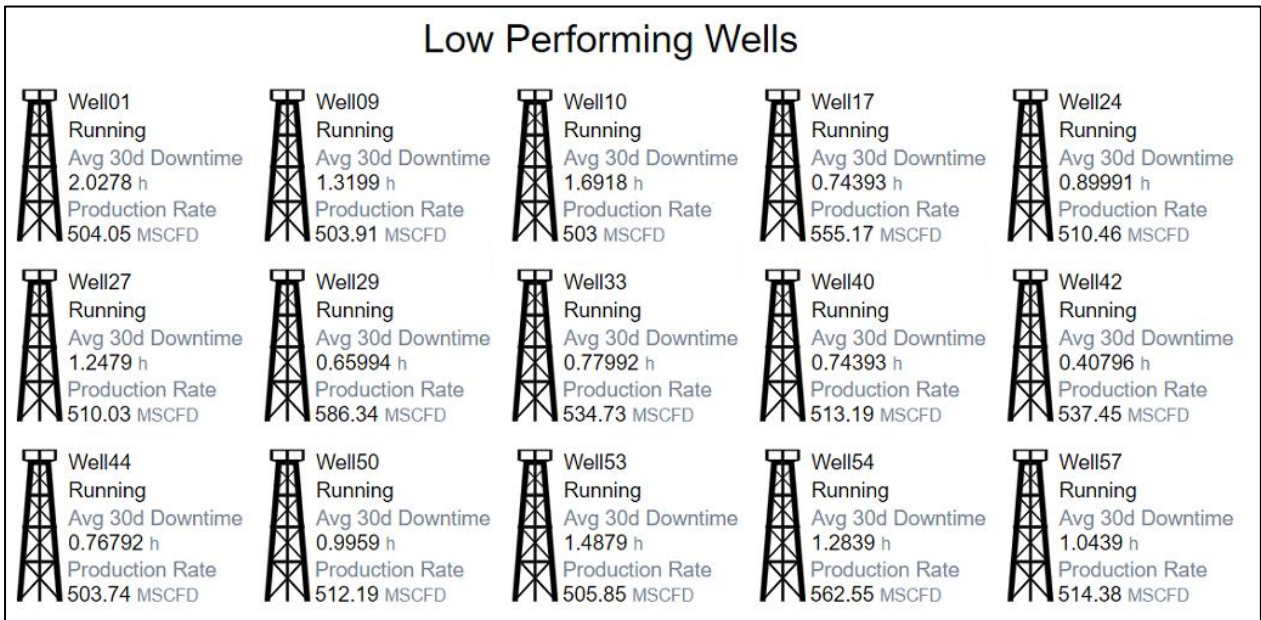 Low Performing Wells
Well01
Running
Avg 30d Downtime
2.0278 h
Production Rate
504.05 MSCFD
Well09
Running
Avg 30d Downtime
1.3199 h
Production Rate
503.91 MSCFD
Well10
Running
Avg 30d Downtime
1.6918 h
Production Rate
503 MSCFD
Well17
Running
Avg 30d Downtime
0.74393 h
Production Rate
555.17 MSCFD
Well24
Running
Avg 30d Downtime
0.89991 h
Production Rate
510.46 MSCFD
Well27
Running
Avg 30d Downtime
1.2479 h
Production Rate
510.03 MSCFD
Well29
Running
Avg 30d Downtime
0.65994 h
Production Rate
586.34 MSCFD
Well33
Running
Avg 30d Downtime
0.77992 h
Production Rate
534.73 MSCFD
Well40
Running
Avg 30d Downtime
0.74393 h
Production Rate
513.19 MSCFD
Well42
Running
Avg 30d Downtime
0.40796 h
Production Rate
537.45 MSCFD
Well44
Running
Avg 30d Downtime
0.76792 h
Production Rate
503.74 MSCFD
Well50
Running
Avg 30d Downtime
0.9959 h
Production Rate
512.19 MSCFD
Well53
Running
Avg 30d Downtime
1.4879 h
Production Rate
505.85 MSCFD
Well54
Running
Avg 30d Downtime
1.2839 h
Production Rate
562.55 MSCFD
Well57
Running
Avg 30d Downtime
1.0439 h
Production Rate
514.38 MSCFD